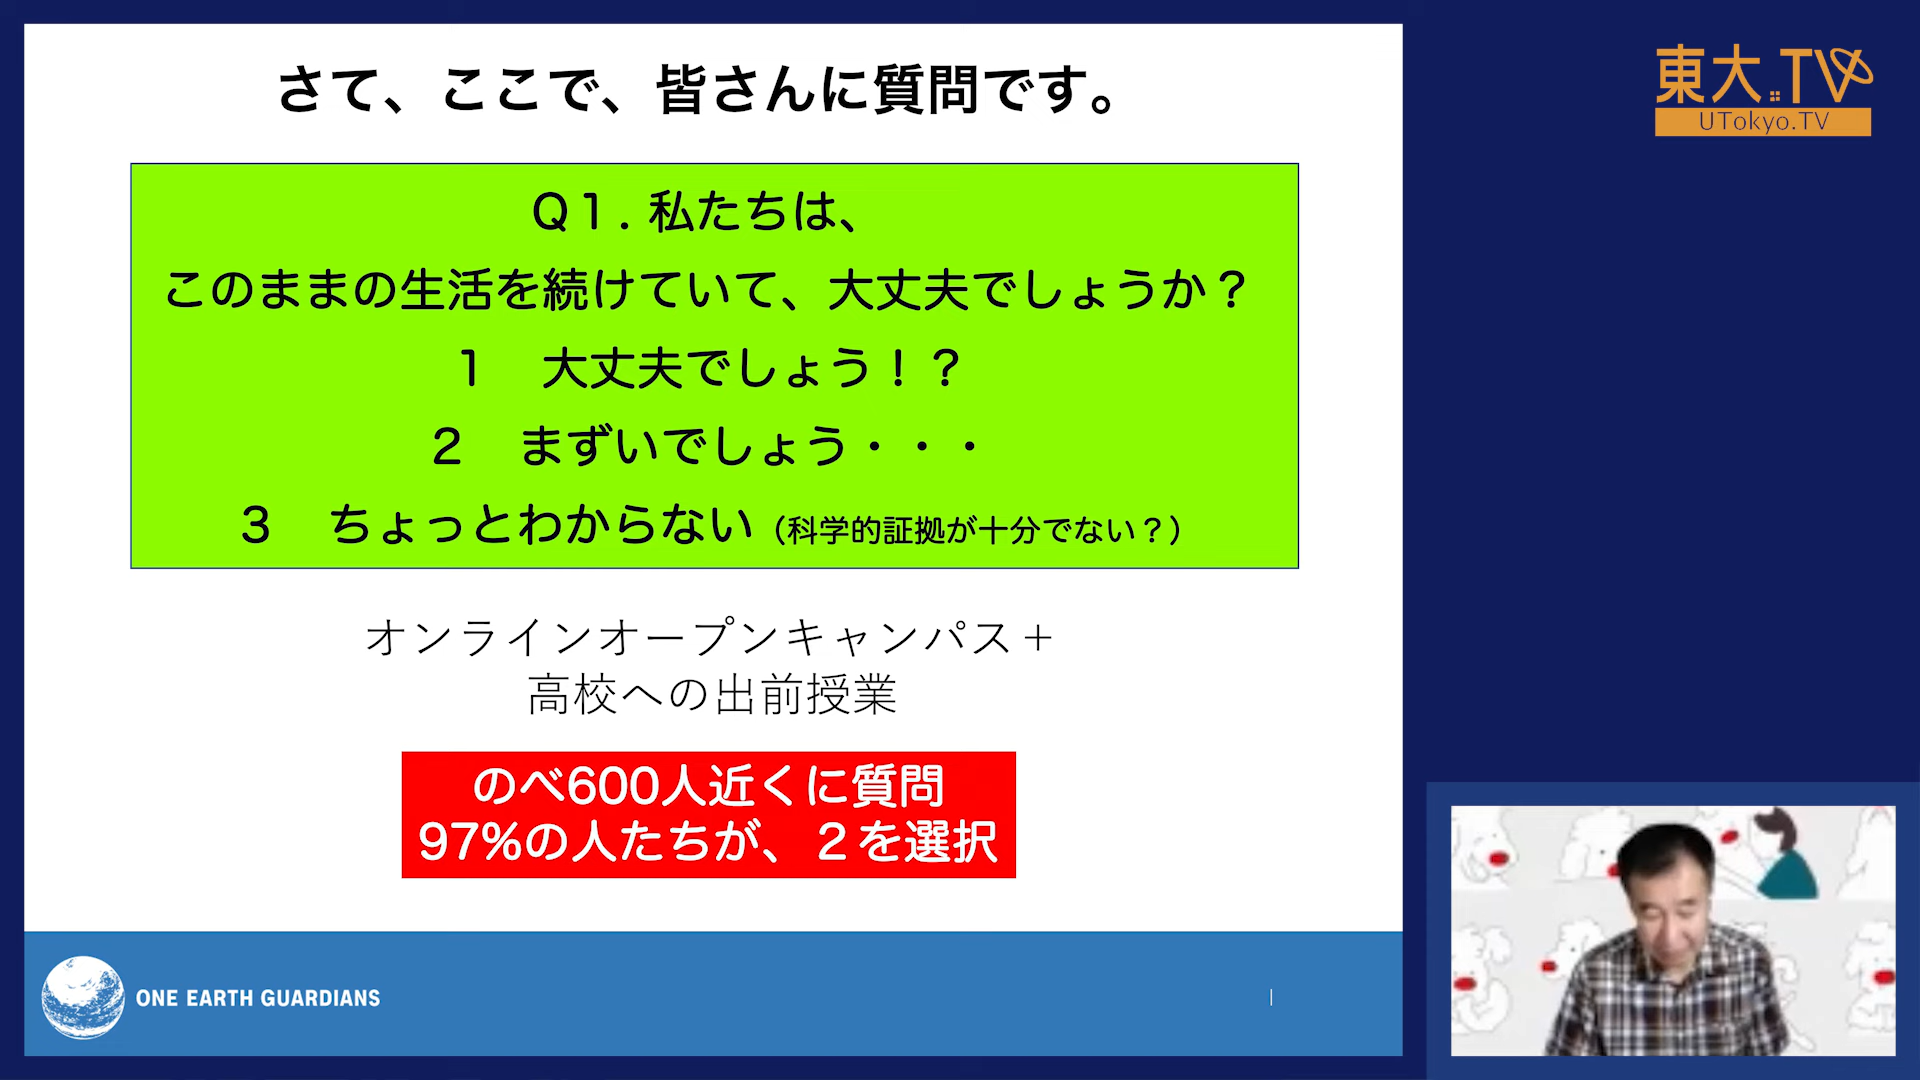 さて、ここで、皆さんに質問です。
Q１. 私たちは、
このままの生活を続けていて、大丈夫でしょうか？
１　大丈夫でしょう！？
２　まずいでしょう・・・
３　ちょっとわからない（科学的証拠が十分でない？）
オンラインオープンキャンパス＋
高校への出前授業
のべ600人近くに質問
97%の人たちが、２を選択
ONE EARTH GUARDIANS
東大TV
UTokyo.TV